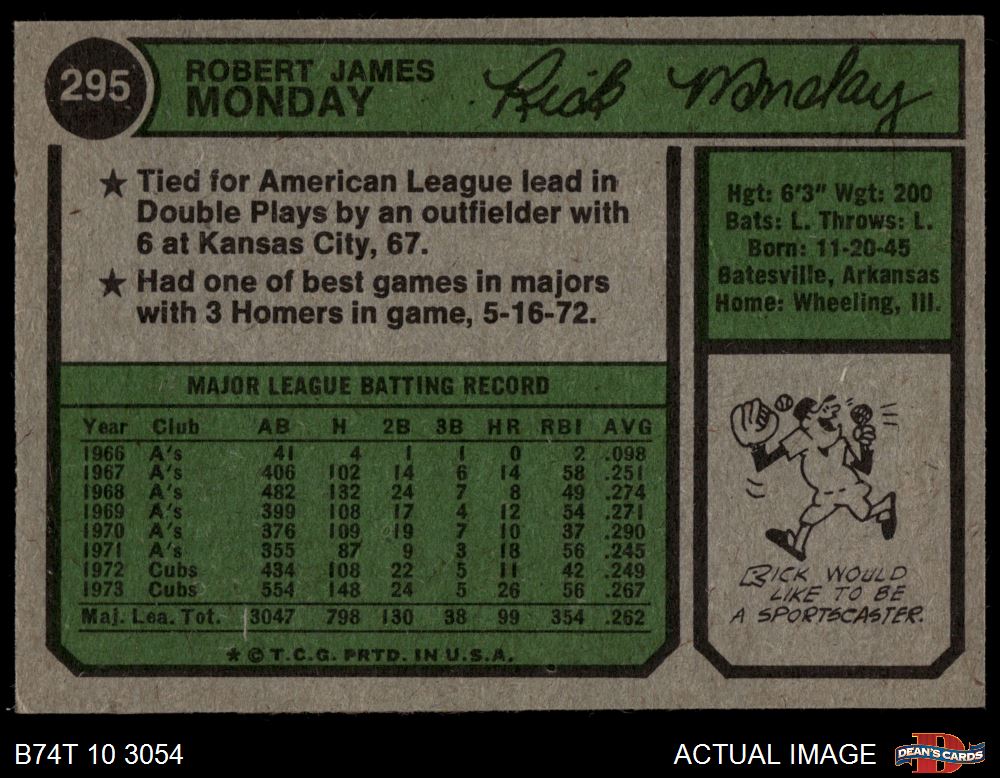 295
ROBERT JAMES
MONDAY
Rick Monday
★ Tied for American League lead in
Double Plays by an outfielder with
6 at Kansas City, 67.
★ Had one of best games in majors
with 3 Homers in game, 5-16-72.
Hgt: 6'3" Wgt: 200
Bats: L. Throws: L.
Born: 11-20-45
Batesville, Arkansas
Home: Wheeling, Ill.
MAJOR LEAGUE BATTING RECORD
Year Club AB H 2B 3B HR RBI AVG
1966 A's 41 4 1 1 0 2 .098
1967 A's 406 102 14 6 14 58 .251
1968 A's 482 132 24 7 8 49 .274
1969 A's 399 108 17 4 12 54 .271
1970 A's 376 109 19 7 10 37 .290
1971 A's 355 87 9 3 18 56 .245
1972 Cubs 434 108 22 5 11 42 .249
1973 Cubs 554 148 24 5 26 56 .267
Maj. Lea. Tot. 3047 798 130 38 99 354 .262
* © T.C.G. PRTD. IN U.S.A.
RICK WOULD
LIKE TO BE
A SPORTSCASTER.
B74T 10 3054
ACTUAL IMAGE
DEAN'S CARDS